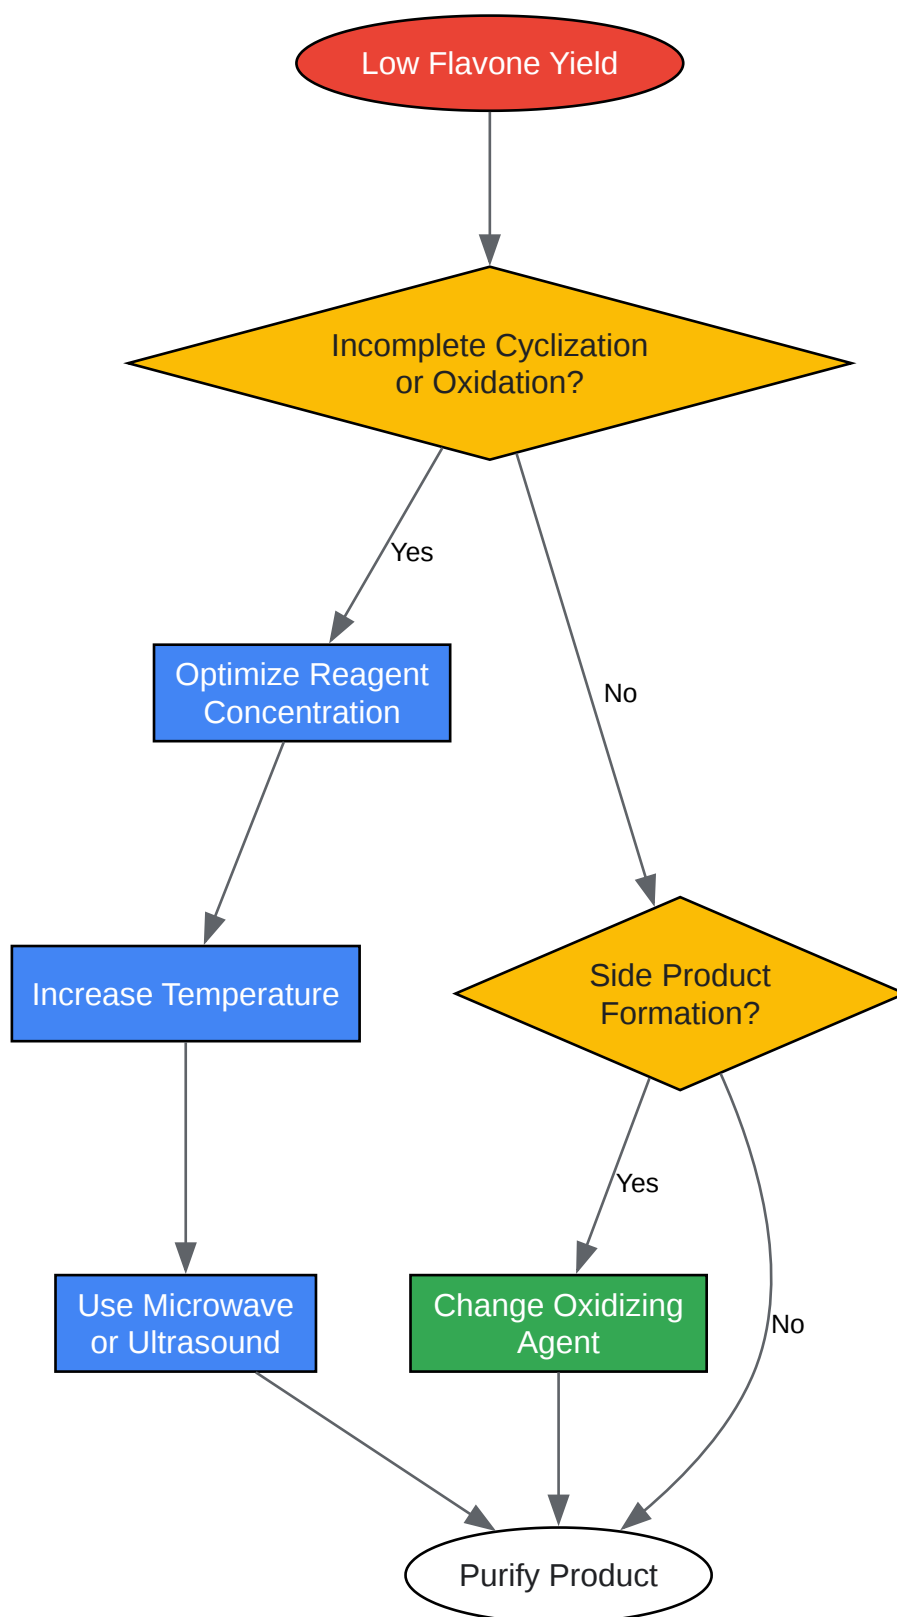 Low Flavone Yield
Incomplete Cyclization
or Oxidation?
Yes
No
Optimize Reagent
Concentration
Increase Temperature
Side Product
Formation?
Yes
No
Use Microwave
or Ultrasound
Change Oxidizing
Agent
Purify Product